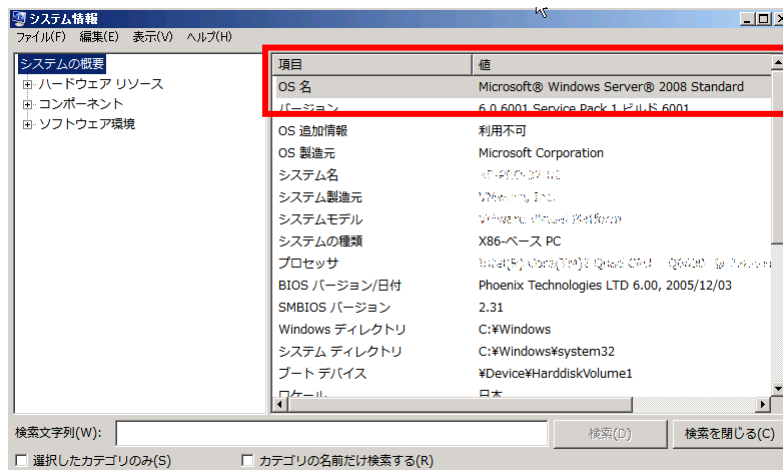 システム情報
ファイル(F) 編集(E) 表示(V) ヘルプ(H)
システムの概要
ハードウェア リソース
コンポーネント
ソフトウェア環境
項目 値
OS 名 Microsoft® Windows Server® 2008 Standard
バージョン 6.0.6001 Service Pack 1 ビルド 6001
OS 追加情報 利用不可
OS 製造元 Microsoft Corporation
システム名
システム製造元
システムモデル
システムの種類 X86-ベース PC
プロセッサ
BIOS バージョン/日付 Phoenix Technologies LTD 6.00, 2005/12/03
SMBIOS バージョン 2.31
Windows ディレクトリ C:¥Windows
システム ディレクトリ C:¥Windows¥system32
ブート デバイス ¥Device¥HarddiskVolume1
ロケール 日本
検索文字列(W): 検索(D) 検索を閉じる(C)
選択したカテゴリのみ(S) カテゴリの名前だけ検索する(R)